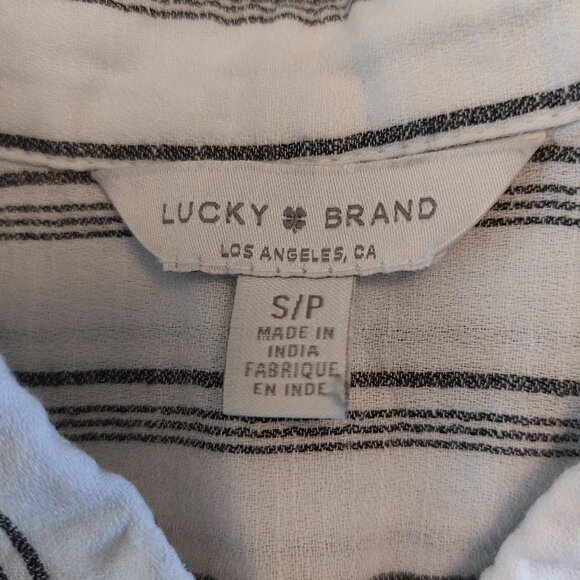 LUCKY BRAND
LOS ANGELES, CA
S/P
MADE IN
INDIA
FABRIQUE
EN INDE